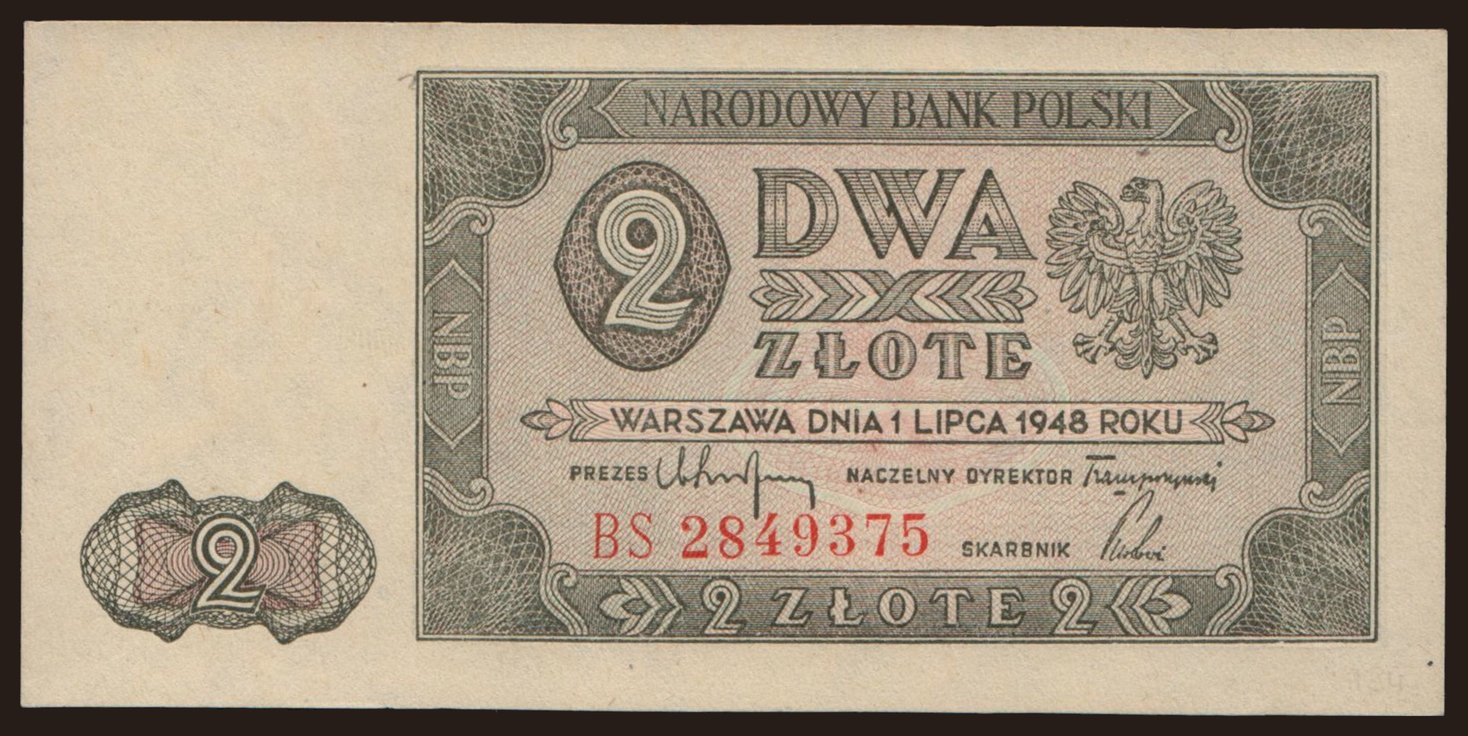 NARODOWY BANK POLSKI
2
DWA
ZŁOTE
NBP
NBP
WARSZAWA DNIA 1 LIPCA 1948 ROKU
PREZES NACZELNY DYREKTOR
BS 2849375 SKARBNIK
2
2 ZŁOTE 2